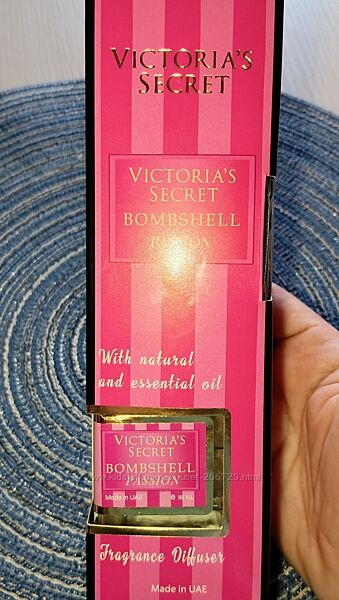 VICTORIA'S
SECRET
VICTORIA'S
SECRET
BOMBSHELL
PASSION
With natural
and essential oil
VICTORIA'S
SECRET
BOMBSHELL
PASSION
Made in UAE e 85 ML
Fragrance Diffuser
Made in UAE